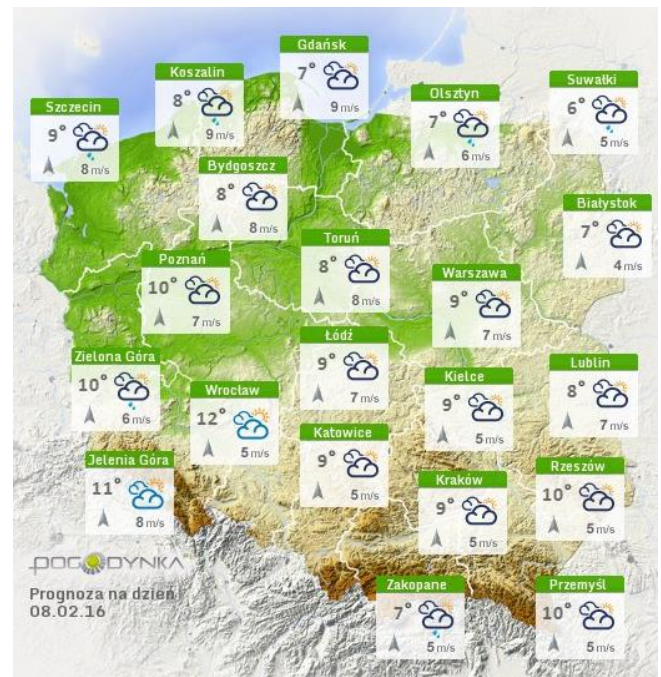 Gdańsk
7°
9 m/s
Koszalin
8°
9 m/s
Suwałki
6°
5 m/s
Olsztyn
7°
6 m/s
Szczecin
9°
8 m/s
Bydgoszcz
8°
8 m/s
Białystok
7°
4 m/s
Toruń
8°
8 m/s
Poznań
10°
7 m/s
Warszawa
9°
7 m/s
Łódź
9°
7 m/s
Zielona Góra
10°
6 m/s
Lublin
8°
7 m/s
Kielce
9°
5 m/s
Wrocław
12°
5 m/s
Katowice
9°
5 m/s
Jelenia Góra
11°
8 m/s
Rzeszów
10°
5 m/s
Kraków
9°
5 m/s
POGODYNKA
Prognoza na dzień
08.02.16
Zakopane
7°
5 m/s
Przemyśl
10°
5 m/s